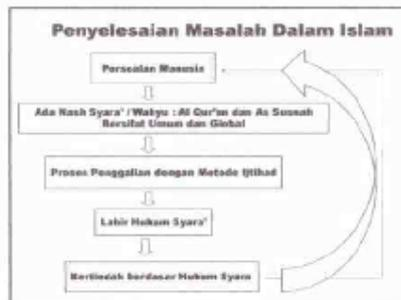 Penyelesaian Masalah Dalam Islam
Persoalan Manusia
Ada Nash Syara' / Wahyu : Al Qur'an dan As Sunnah
Bersifat Umum dan Global
Proses Penggalian dengan Metode Ijtihad
Lahir Hukum Syara'
Bertindak berdasar Hukum Syara